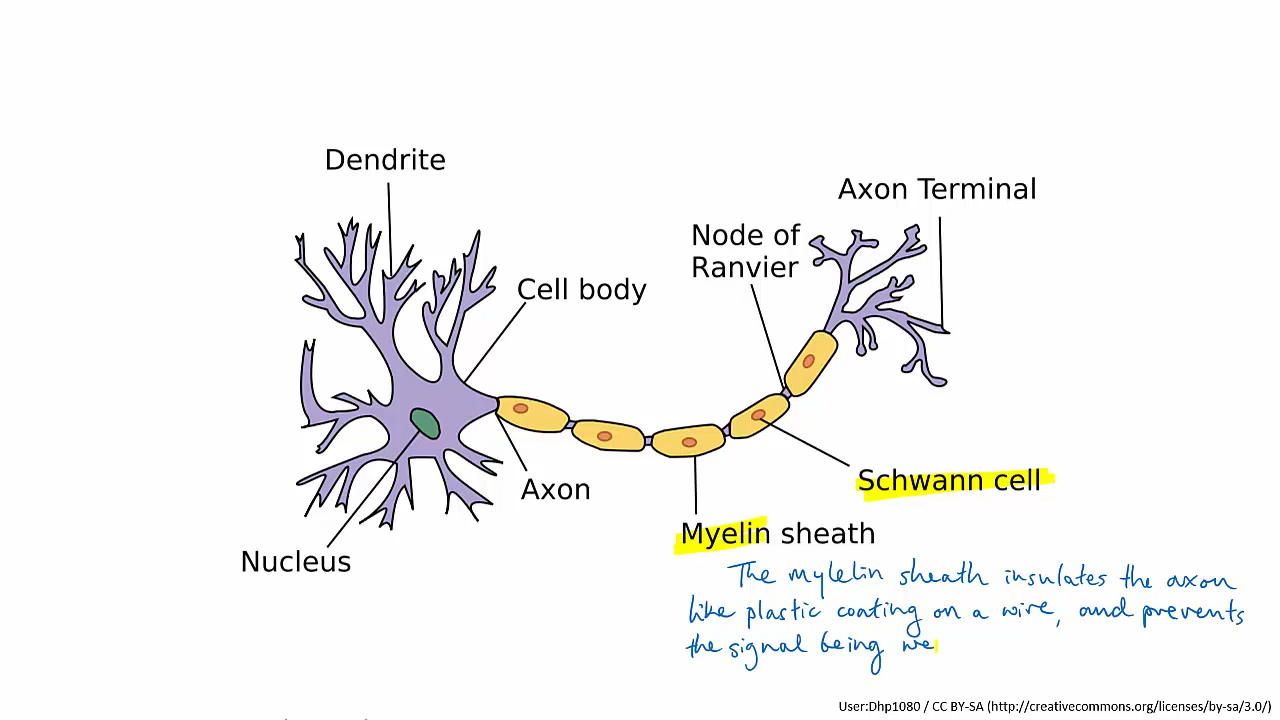 Dendrite
Axon Terminal
Node of
Ranvier
Cell body
Schwann cell
Axon
Myelin sheath
Nucleus
The mylelin sheath insulates the axon
like plastic coating on a wire, and prevents
the signal being we
User:Dhp1080 / CC BY-SA (http://creativecommons.org/licenses/by-sa/3.0/)